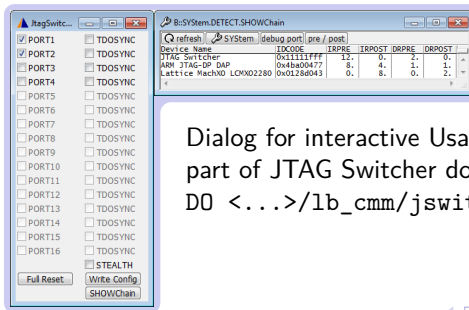 JtagSwitc...
PORT1 TDOSYNC
PORT2 TDOSYNC
PORT3 TDOSYNC
PORT4 TDOSYNC
PORT5 TDOSYNC
PORT6 TDOSYNC
PORT7 TDOSYNC
PORT8 TDOSYNC
PORT9 TDOSYNC
PORT10 TDOSYNC
PORT11 TDOSYNC
PORT12 TDOSYNC
PORT13 TDOSYNC
PORT14 TDOSYNC
PORT15 TDOSYNC
PORT16 TDOSYNC
STEALTH
Full Reset Write Config
SHOWChain
B::SYStem.DETECT.SHOWChain
refresh SYStem debug port pre / post
Device Name IDCODE IRPRE IRPOST DRPRE DRPOST
JTAG Switcher 0x11111fff 12. 0. 2. 0.
ARM JTAG-DP DAP 0x4ba00477 8. 4. 1. 1.
Lattice MachXO LCMXO2280 0x0128d043 0. 8. 0. 2.
Dialog for interactive Usa
part of JTAG Switcher do
DO <...>/lb_cmm/jswit